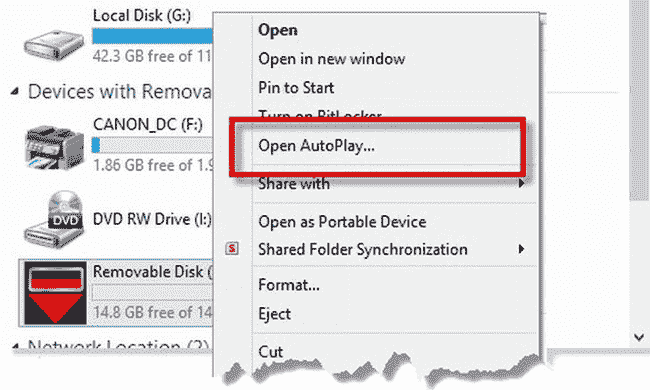 Local Disk (G:)
42.3 GB free of 11
Devices with Remova
CANON_DC (F:)
1.86 GB free of 1.9
DVD
DVD RW Drive (I:)
Removable Disk (
14.8 GB free of 14
Network Location (2)
Open
Open in new window
Pin to Start
Turn on BitLocker
Open AutoPlay...
Share with
Open as Portable Device
S
Shared Folder Synchronization
Format...
Eject
Cut